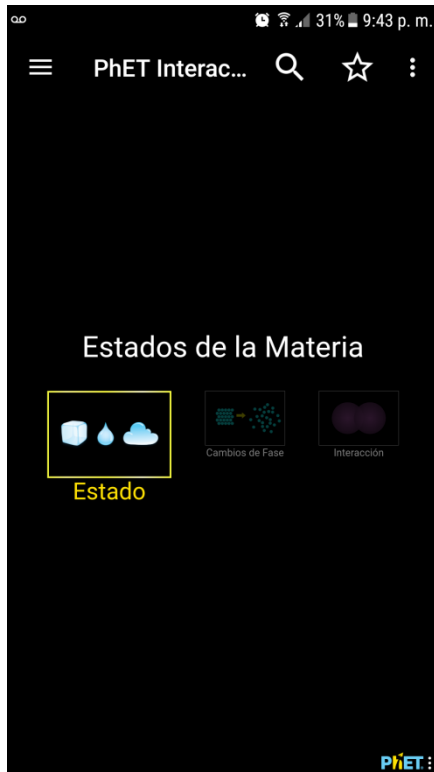 31% 9:43 p. m.
PhET Interac...
Estados de la Materia
Estado
Cambios de Fase
Interacción
PhET